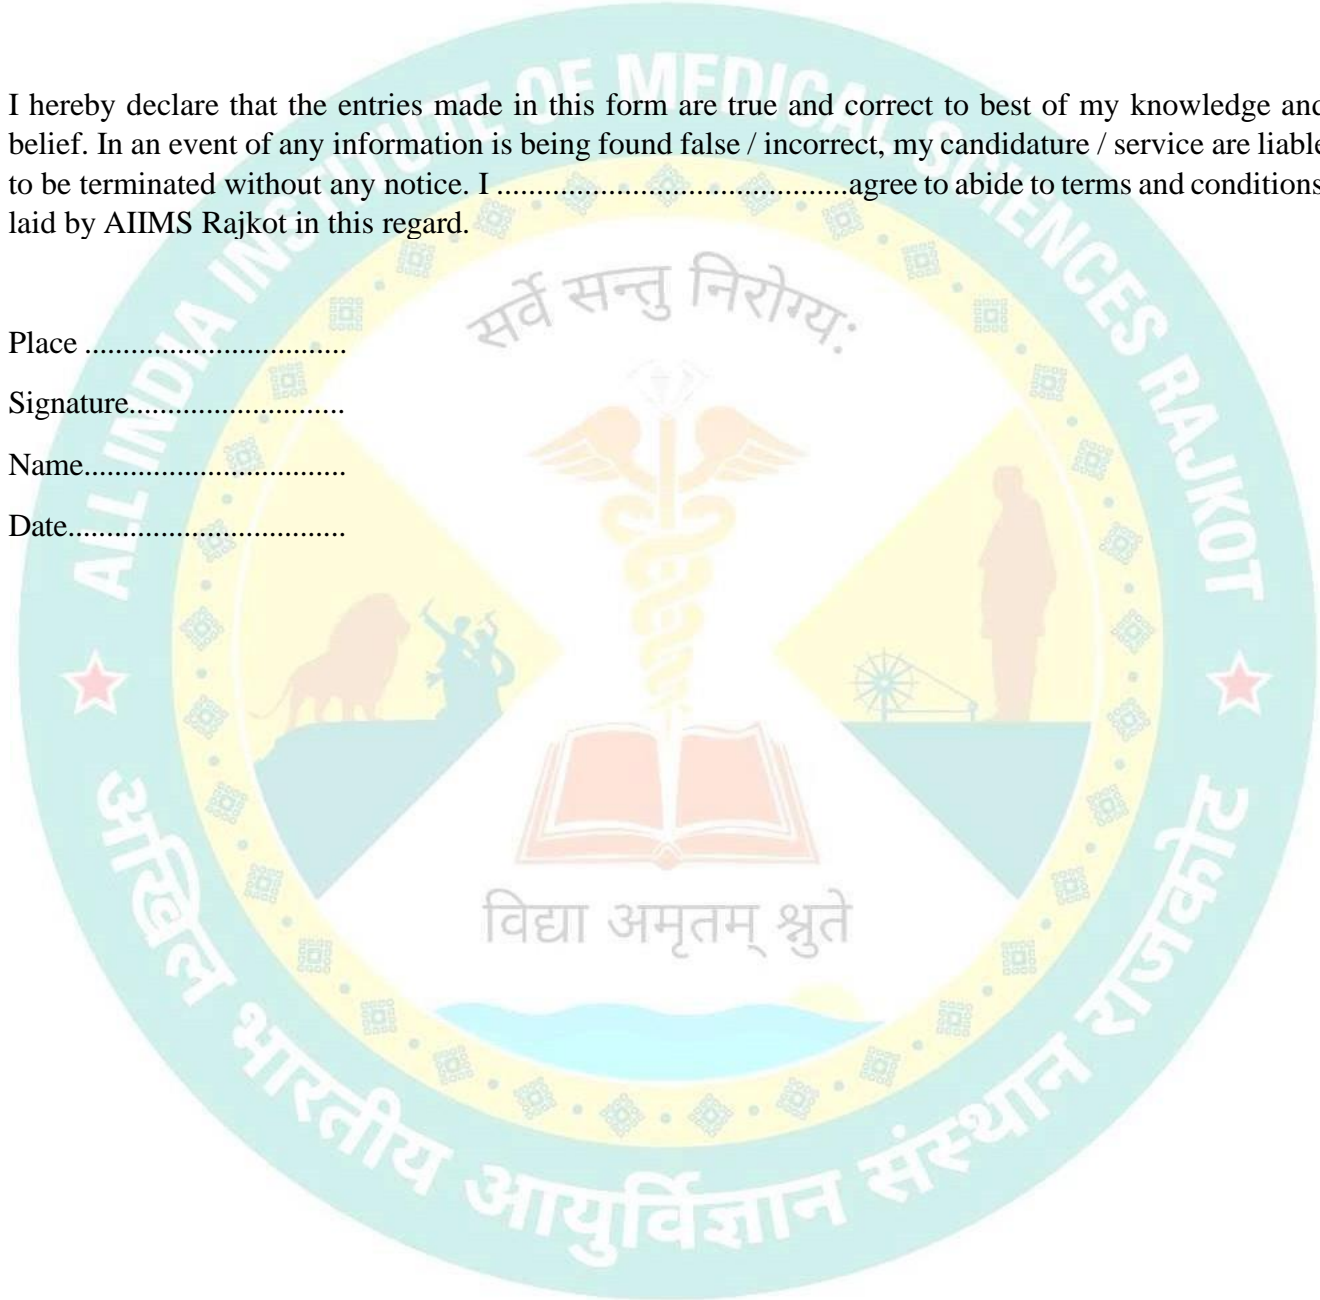 I hereby declare that the entries made in this form are true and correct to best of my knowledge and
belief. In an event of any information is being found false / incorrect, my candidature / service are liable
to be terminated without any notice. I .............................................agree to abide to terms and conditions
laid by AIIMS Rajkot in this regard.
Place ..................................
Signature............................
Name..................................
Date....................................
ALL INDIA INSTITUTE OF MEDICAL SCIENCES RAJKOT
सर्वे सन्तु निरोग्यः
विद्या अमृतम् श्नुते
अखिल भारतीय आयुर्विज्ञान संस्थान राजकोट